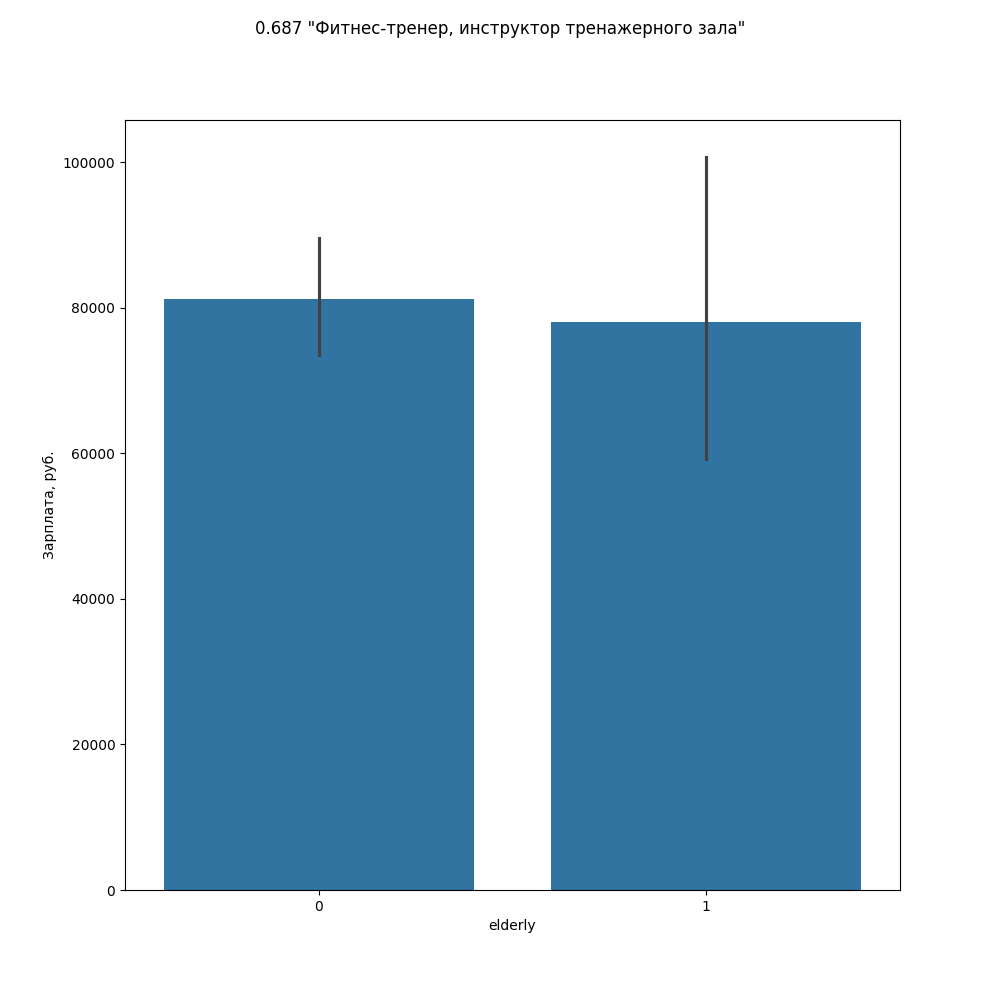 0.687 "Фитнес-тренер, инструктор тренажерного зала"
100000
80000
60000
40000
20000
0
Зарплата, руб.
0 1
elderly